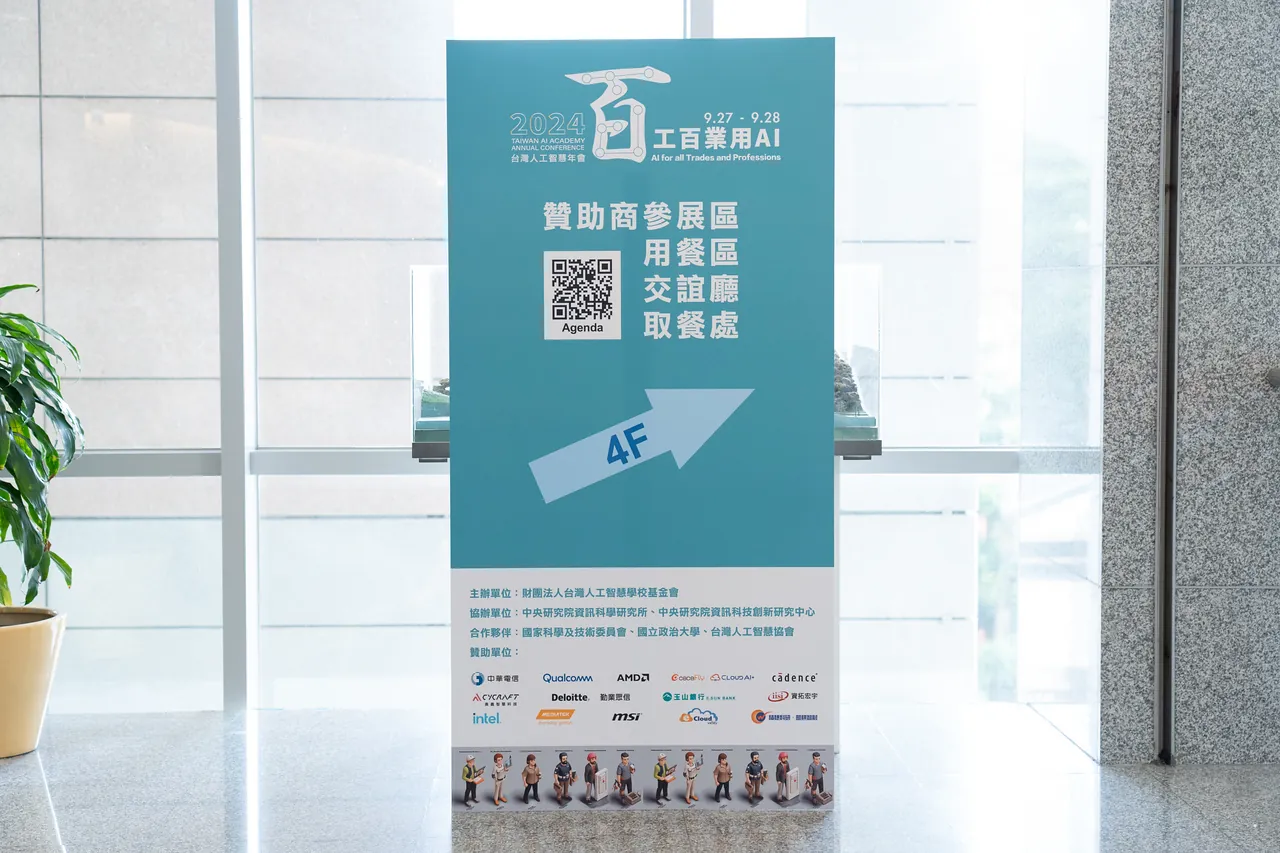 2024
TAIWAN AI ACADEMY
ANNUAL CONFERENCE
台灣人工智慧年會
百
9.27 - 9.28
工百業用AI
AI for all Trades and Professions
贊助商參展區
用餐區
交誼廳
取餐處
Agenda
4F
主辦單位：財團法人台灣人工智慧學校基金會
協辦單位：中央研究院資訊科學研究所、中央研究院資訊科技創新研究中心
合作夥伴：國家科學及技術委員會、國立政治大學、台灣人工智慧協會
贊助單位：
中華電信 Qualcomm AMD CacheFly CLOUD AI+ cadence
CYCRAFT Deloitte. 勤業眾信 玉山銀行 E.SUN BANK iisi 資拓宏宇
intel. msi Cloud